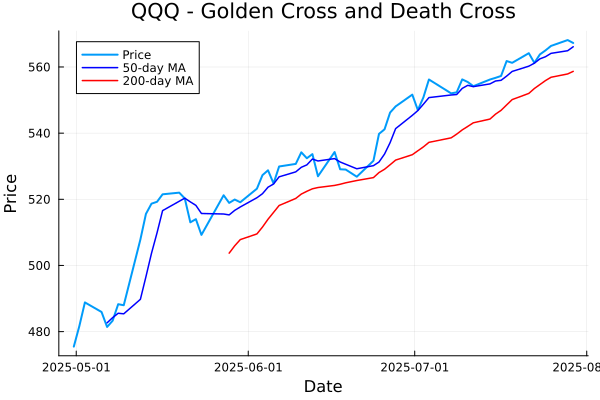 QQQ - Golden Cross and Death Cross
Price
50-day MA
200-day MA
560
540
520
500
480
Price
2025-05-01
2025-06-01
2025-07-01
2025-08
Date